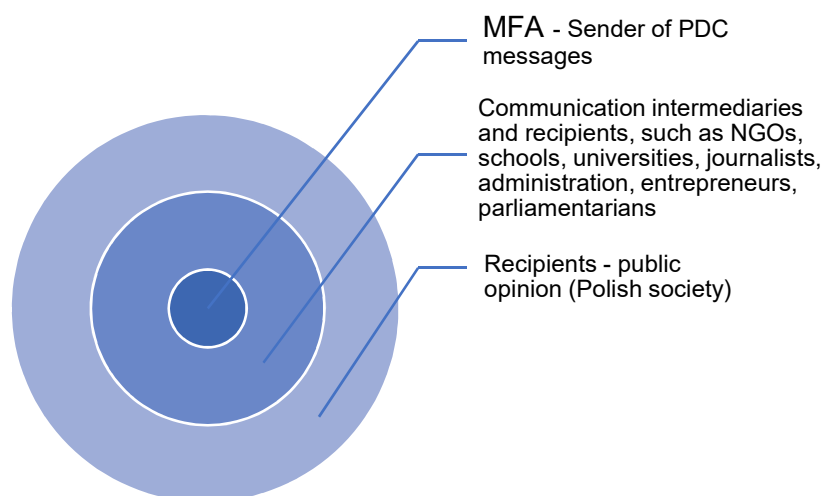 MFA - Sender of PDC
messages
Communication intermediaries
and recipients, such as NGOs,
schools, universities, journalists,
administration, entrepreneurs,
parliamentarians
Recipients - public
opinion (Polish society)